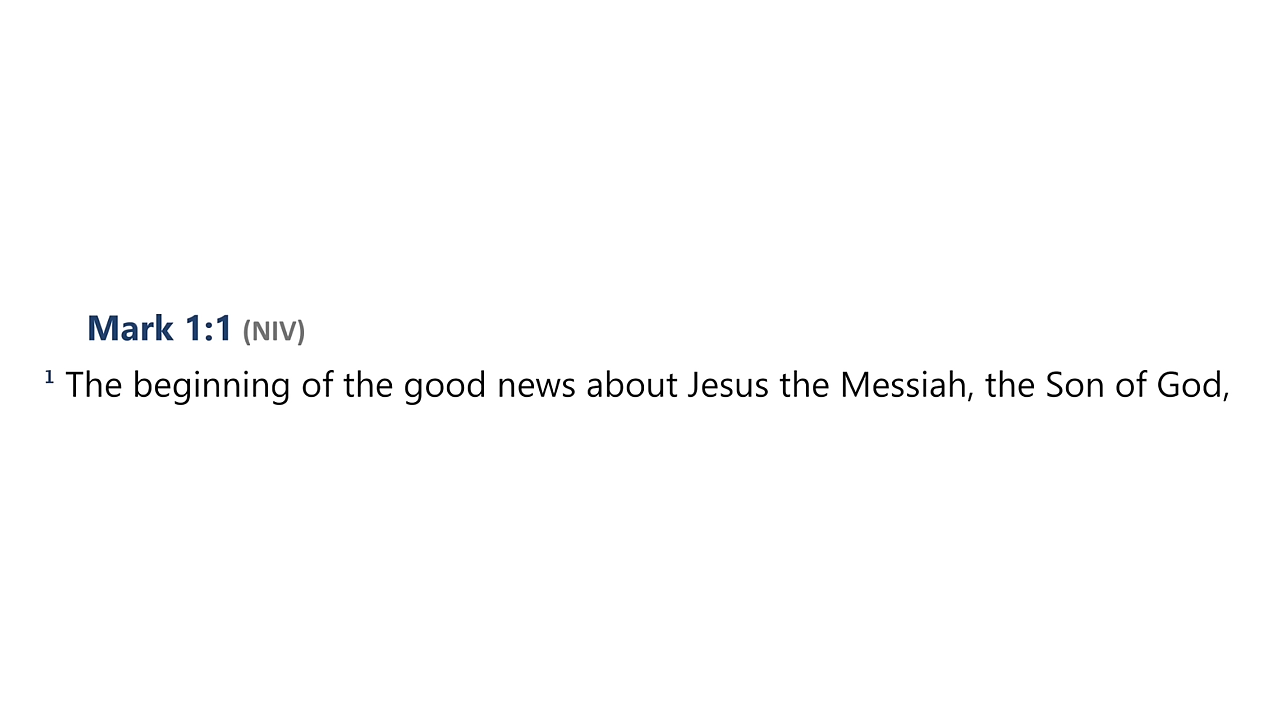 Mark 1:1 (NIV)
1 The beginning of the good news about Jesus the Messiah, the Son of God,